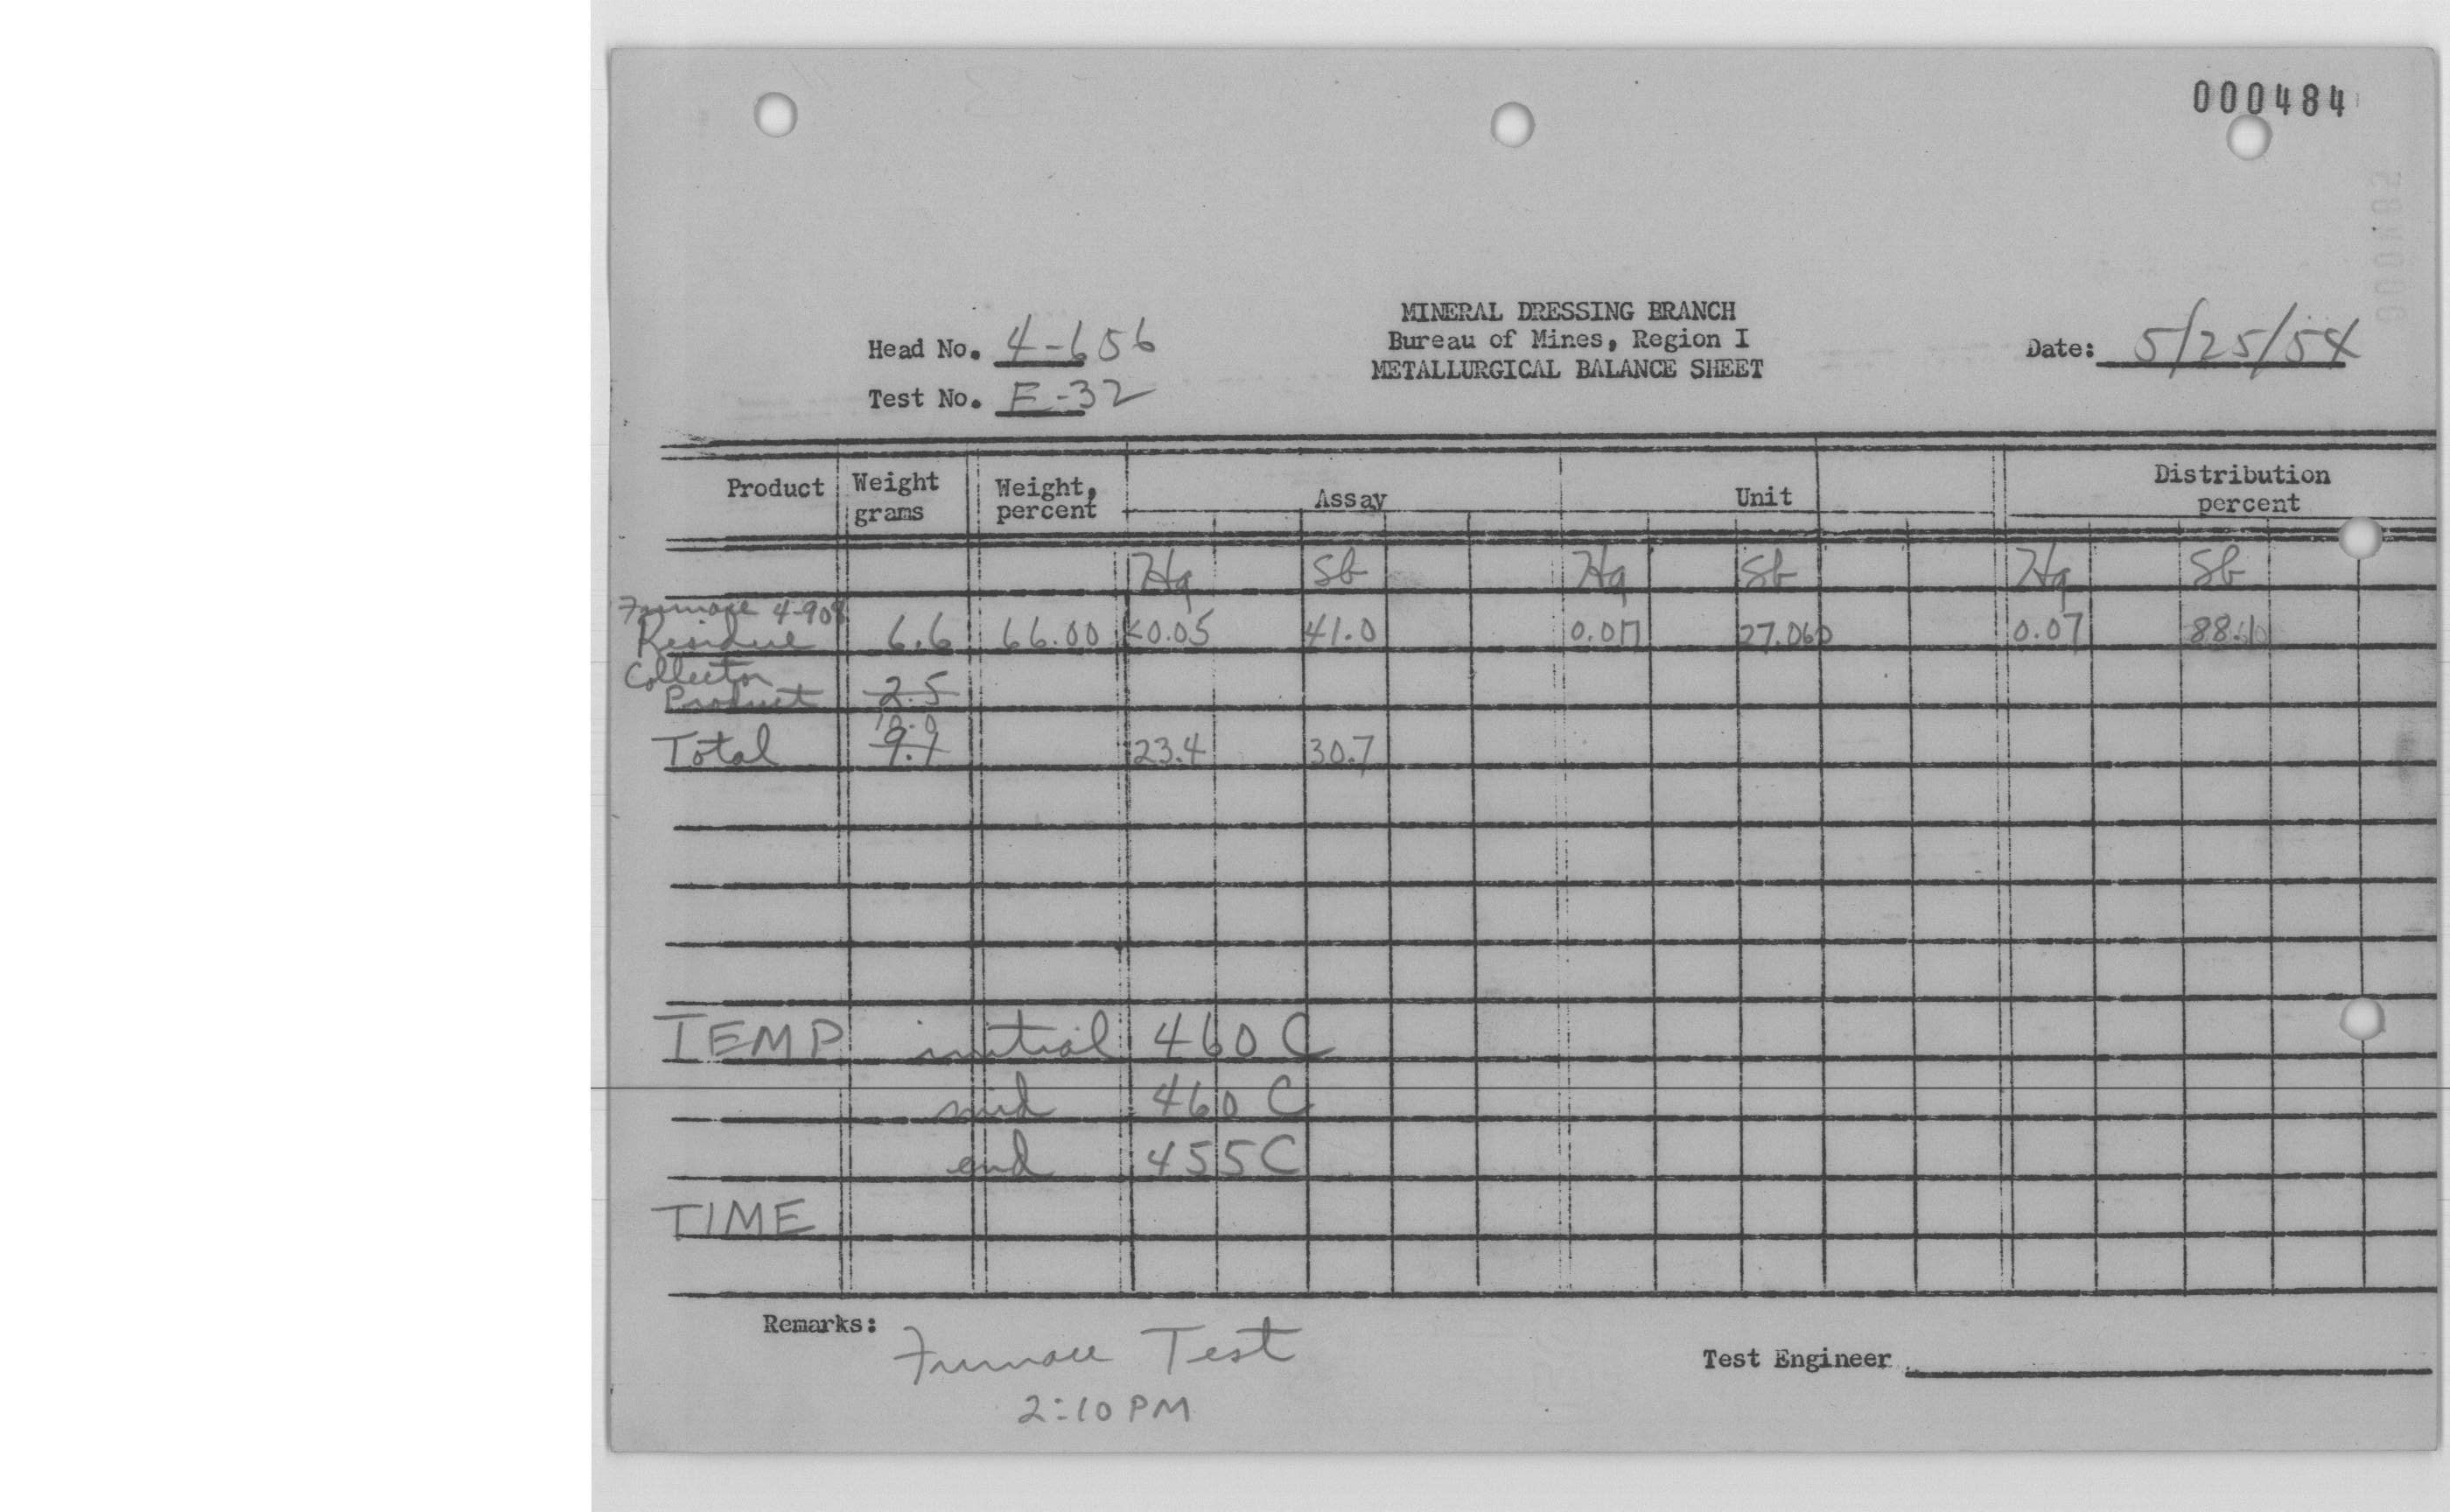 000484
MINERAL DRESSING BRANCH
Head No. 4-656 Bureau of Mines, Region I Date: 5/25/54
METALLURGICAL BALANCE SHEET
Test No. F-32
Product Weight grams Weight, percent Assay Unit Distribution percent
Hg Sb Hg Sb Hg Sb
Furnace 4-908
Residue 6.6 66.00 <0.05 41.0 27.060 0.07 88.10
Collector
Product 2.5
10.0
Total 9.1 23.4 30.7
TEMP initial 460 C
mid 460 C
end 455 C
TIME
Remarks: Furnace Test
Test Engineer
2:10 PM